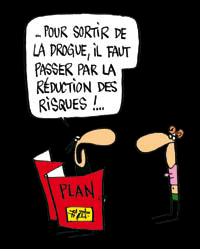 ... POUR SORTIR DE
LA DROGUE, IL FAUT
PASSER PAR LA
RÉDUCTION DES
RISQUES !...
PLAN